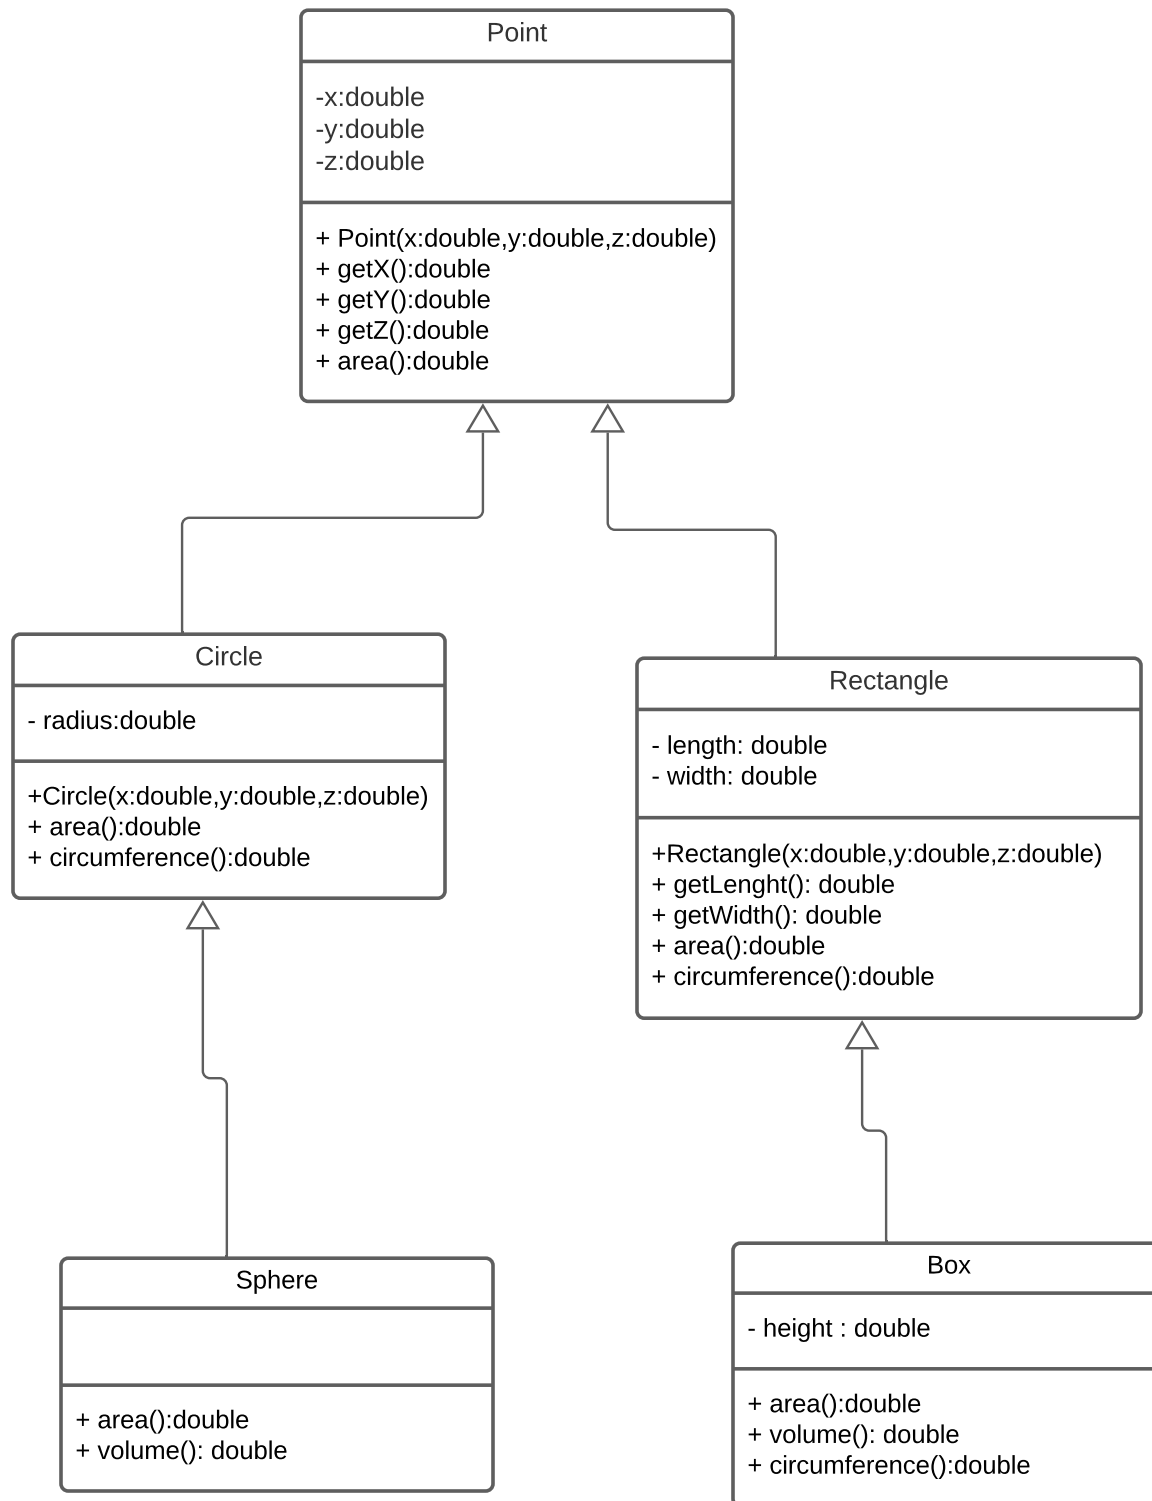 Point
-x:double
-y:double
-z:double
+ Point(x:double,y:double,z:double)
+ getX():double
+ getY():double
+ getZ():double
+ area():double
Circle
- radius:double
+Circle(x:double,y:double,z:double)
+ area():double
+ circumference():double
Rectangle
- length: double
- width: double
+Rectangle(x:double,y:double,z:double)
+ getLenght(): double
+ getWidth(): double
+ area():double
+ circumference():double
Sphere
+ area():double
+ volume(): double
Box
- height : double
+ area():double
+ volume(): double
+ circumference():double